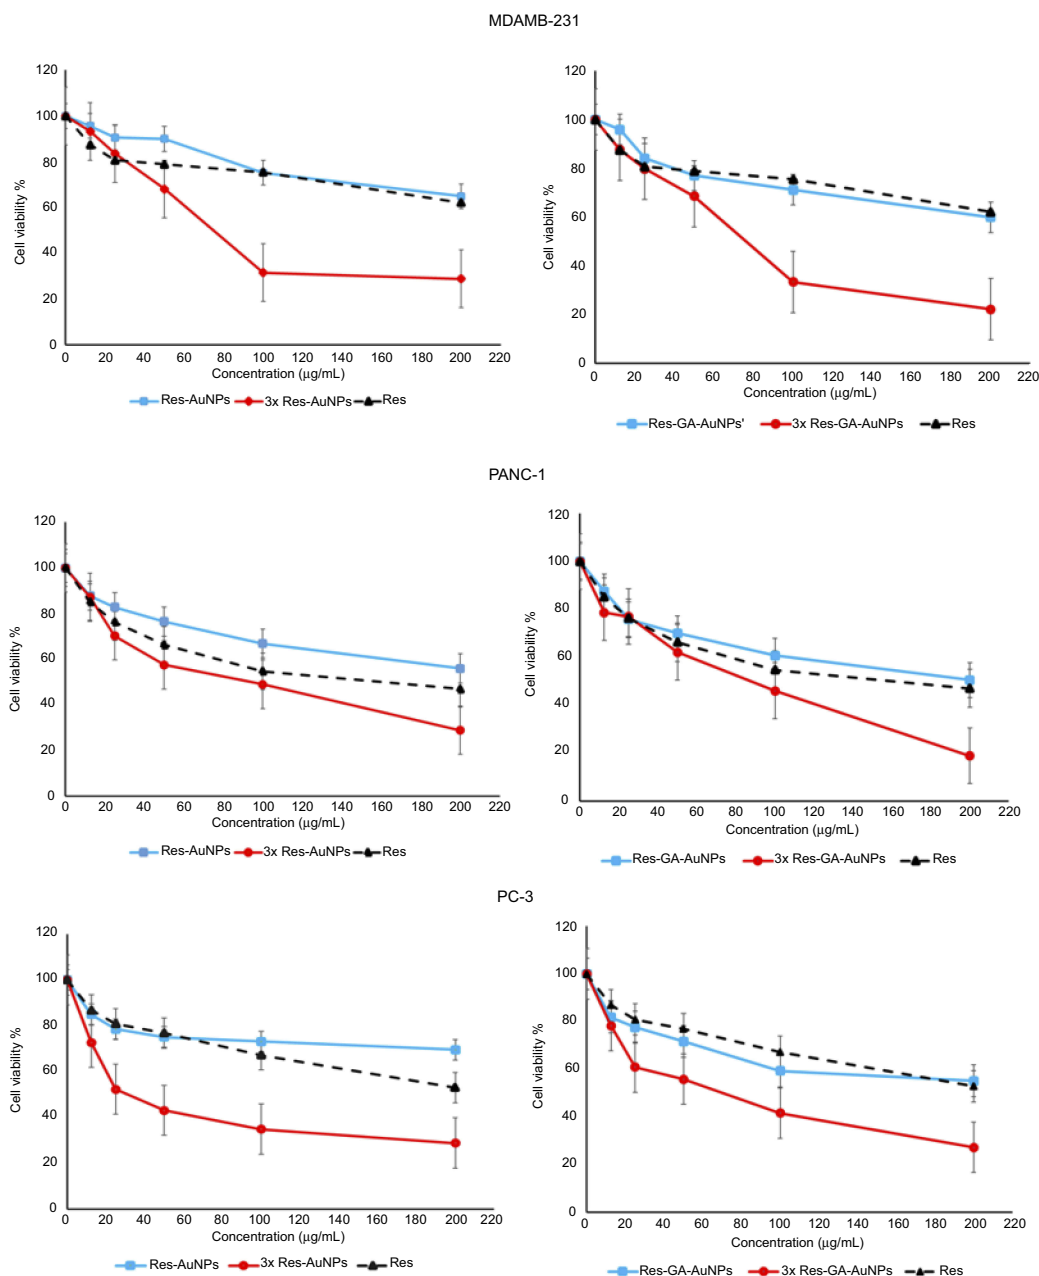 MDAMB-231
120
100
80
60
40
20
0
Cell viability %
0 20 40 60 80 100 120 140 160 180 200 220
Concentration (µg/mL)
Res-AuNPs 3x Res-AuNPs Res
120
100
80
60
40
20
0
Cell viability %
0 20 40 60 80 100 120 140 160 180 200 220
Concentration (µg/mL)
Res-GA-AuNPs' 3x Res-GA-AuNPs Res
PANC-1
120
100
80
60
40
20
0
Cell viability %
0 20 40 60 80 100 120 140 160 180 200 220
Concentration (µg/mL)
Res-AuNPs 3x Res-AuNPs Res
120
100
80
60
40
20
0
Cell viability %
0 20 40 60 80 100 120 140 160 180 200 220
Concentration (µg/mL)
Res-GA-AuNPs 3x Res-GA-AuNPs Res
PC-3
120
100
80
60
40
20
0
Cell viability %
0 20 40 60 80 100 120 140 160 180 200 220
Concentration (µg/mL)
Res-AuNPs 3x Res-AuNPs Res
120
100
80
60
40
20
0
Cell viability %
0 20 40 60 80 100 120 140 160 180 200 220
Concentration (µg/mL)
Res-GA-AuNPs 3x Res-GA-AuNPs Res